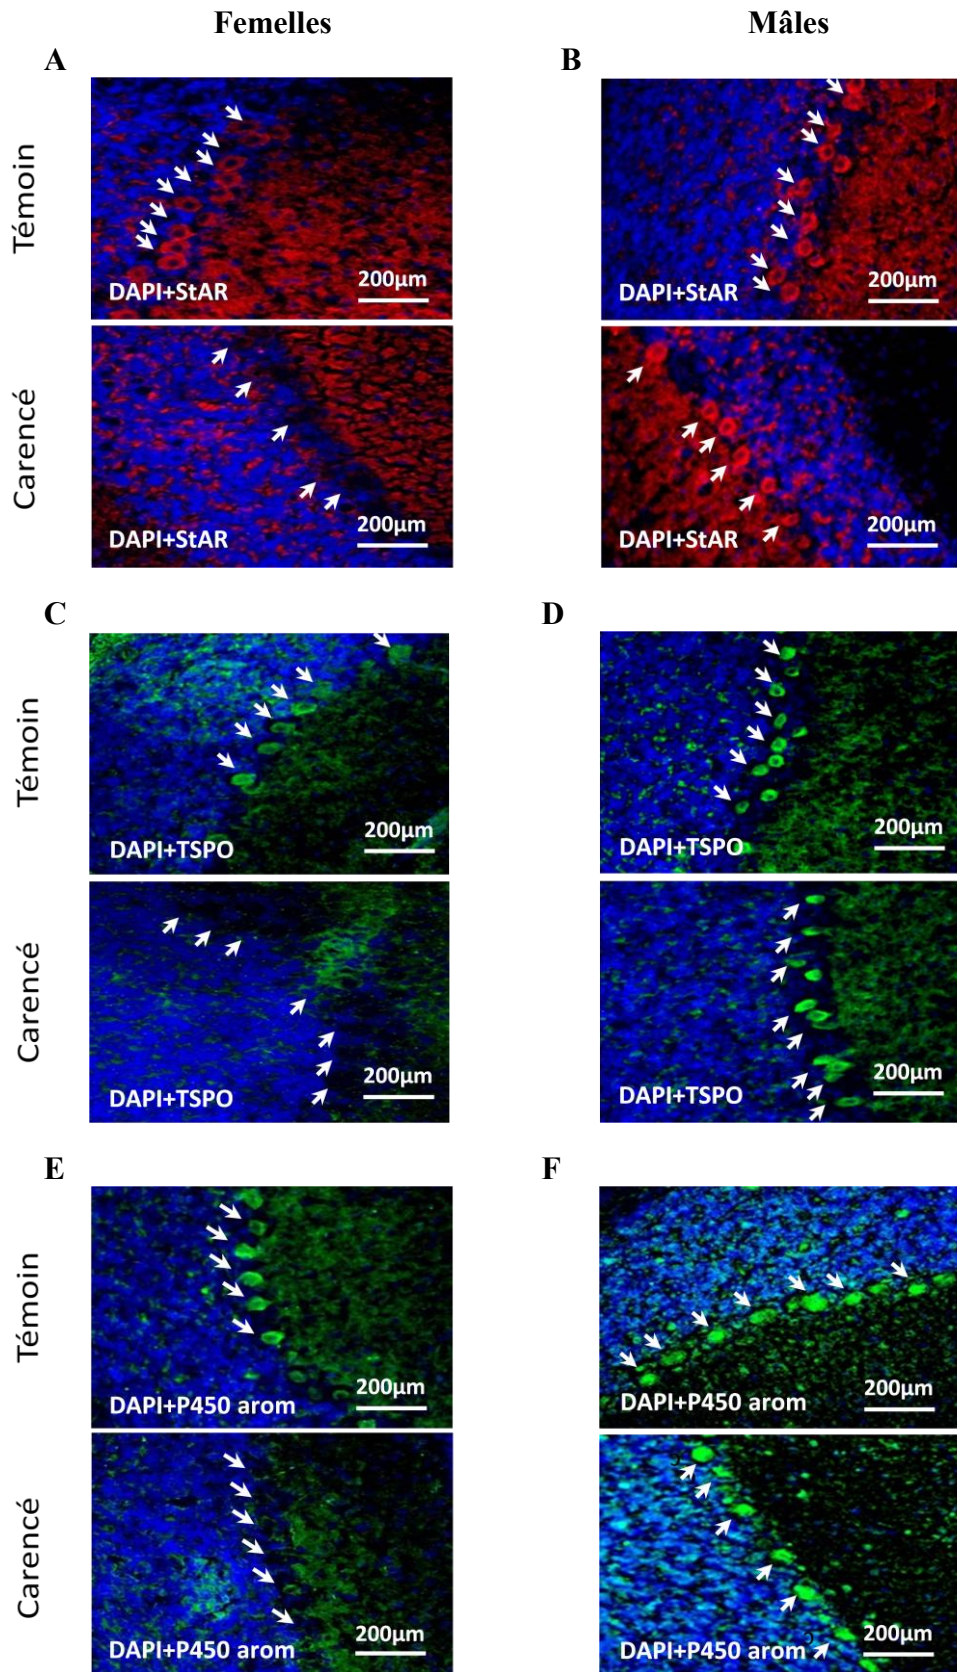 Femelles
Mâles
A
B
Témoin
DAPI+StAR
200µm
DAPI+StAR
200µm
Carencé
DAPI+StAR
200µm
DAPI+StAR
200µm
C
D
Témoin
DAPI+TSPO
200µm
DAPI+TSPO
200µm
Carencé
DAPI+TSPO
200µm
DAPI+TSPO
200µm
E
F
Témoin
DAPI+P450 arom
200µm
DAPI+P450 arom
200µm
Carencé
DAPI+P450 arom
200µm
DAPI+P450 arom
200µm